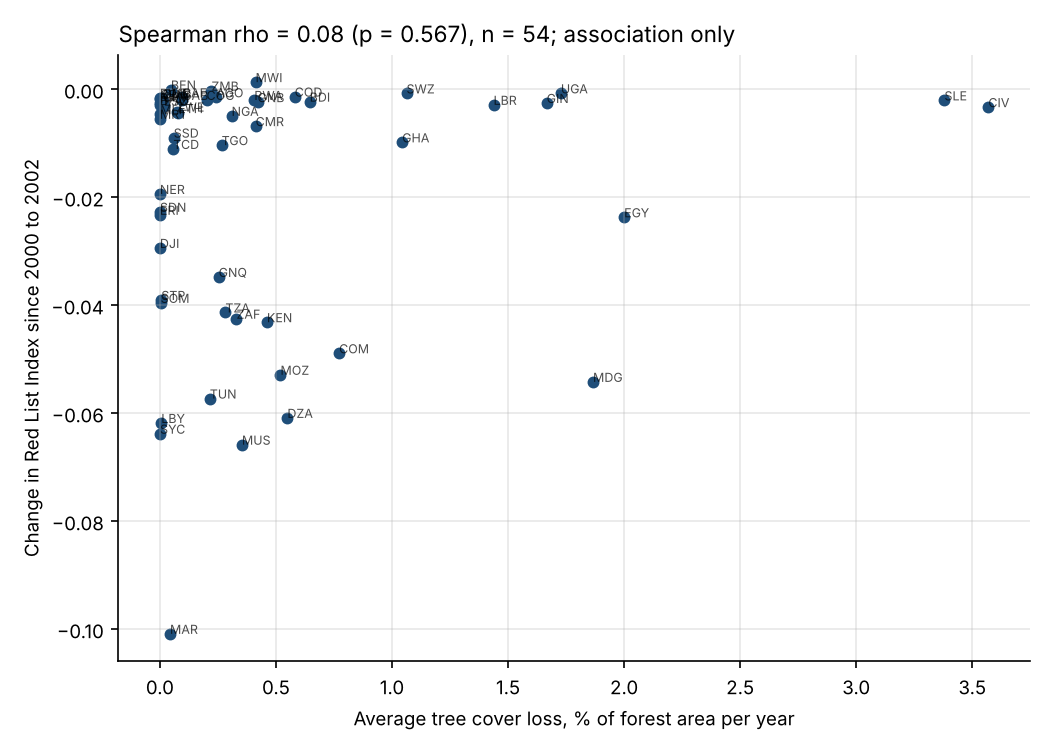 Spearman rho = 0.08 (p = 0.567), n = 54; association only
Change in Red List Index since 2000 to 2002
0.00
−0.02
−0.04
−0.06
−0.08
−0.10
MWI
BEN
ZMB
SWZ
UGA
COD
BDI
LBR
GIN
SLE
CIV
NGA
CMR
GHA
SSD
TCD
TGO
NER
SDN
ERI
EGY
DJI
GNQ
STP
SOM
TZA
ZAF
KEN
COM
MOZ
MDG
TUN
LBY
SYC
DZA
MUS
MAR
0.0
0.5
1.0
1.5
2.0
2.5
3.0
3.5
Average tree cover loss, % of forest area per year